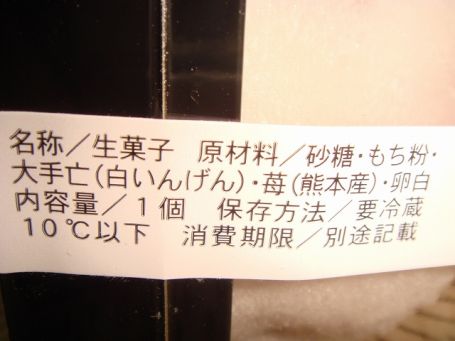 名称／生菓子　原材料／砂糖・もち粉・
大手亡(白いんげん)・苺(熊本産)・卵白
内容量／1個　保存方法／要冷蔵
10℃以下　消費期限／別途記載